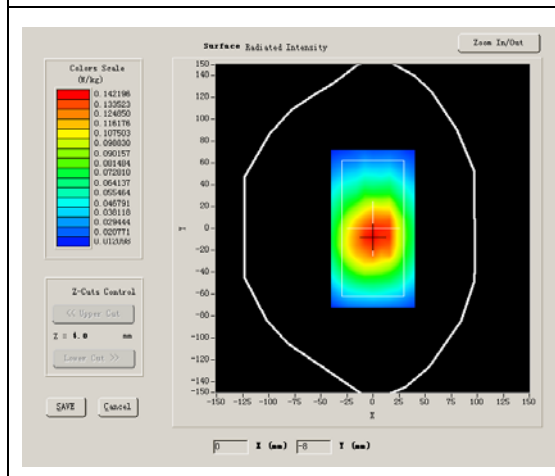 Surface Radiated Intensity
Zoom In/Out
Colors Scale
(W/kg)
0.142196
0.133523
0.124850
0.116176
0.107503
0.098830
0.090157
0.081484
0.072810
0.064137
0.055464
0.046791
0.038118
0.029444
0.020771
0.012098
150
140
120
100
80
60
40
20
0
-20
-40
-60
-80
-100
-120
-140
-150
Y
-150 -125 -100 -75 -50 -25 0 25 50 75 100 125 150
X
Z-Cuts Control
<< Upper Cut
Z = 4.0 mm
Lower Cut >>
SAVE
Cancel
0 X (mm) -8 Y (mm)